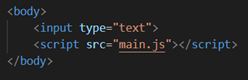 <body>
<input type="text">
<script src="main.js"></script>
</body>